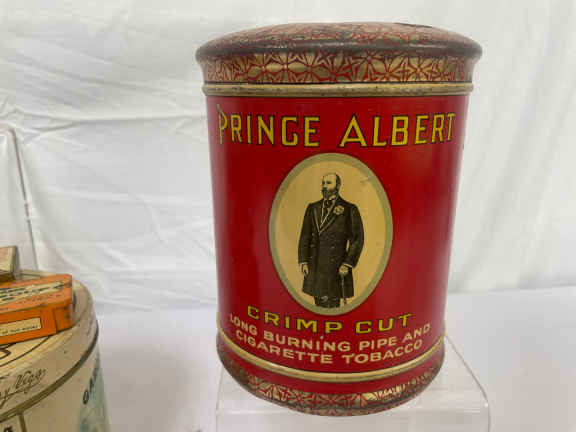 PRINCE ALBERT
CRIMP CUT
LONG BURNING PIPE AND
CIGARETTE TOBACCO